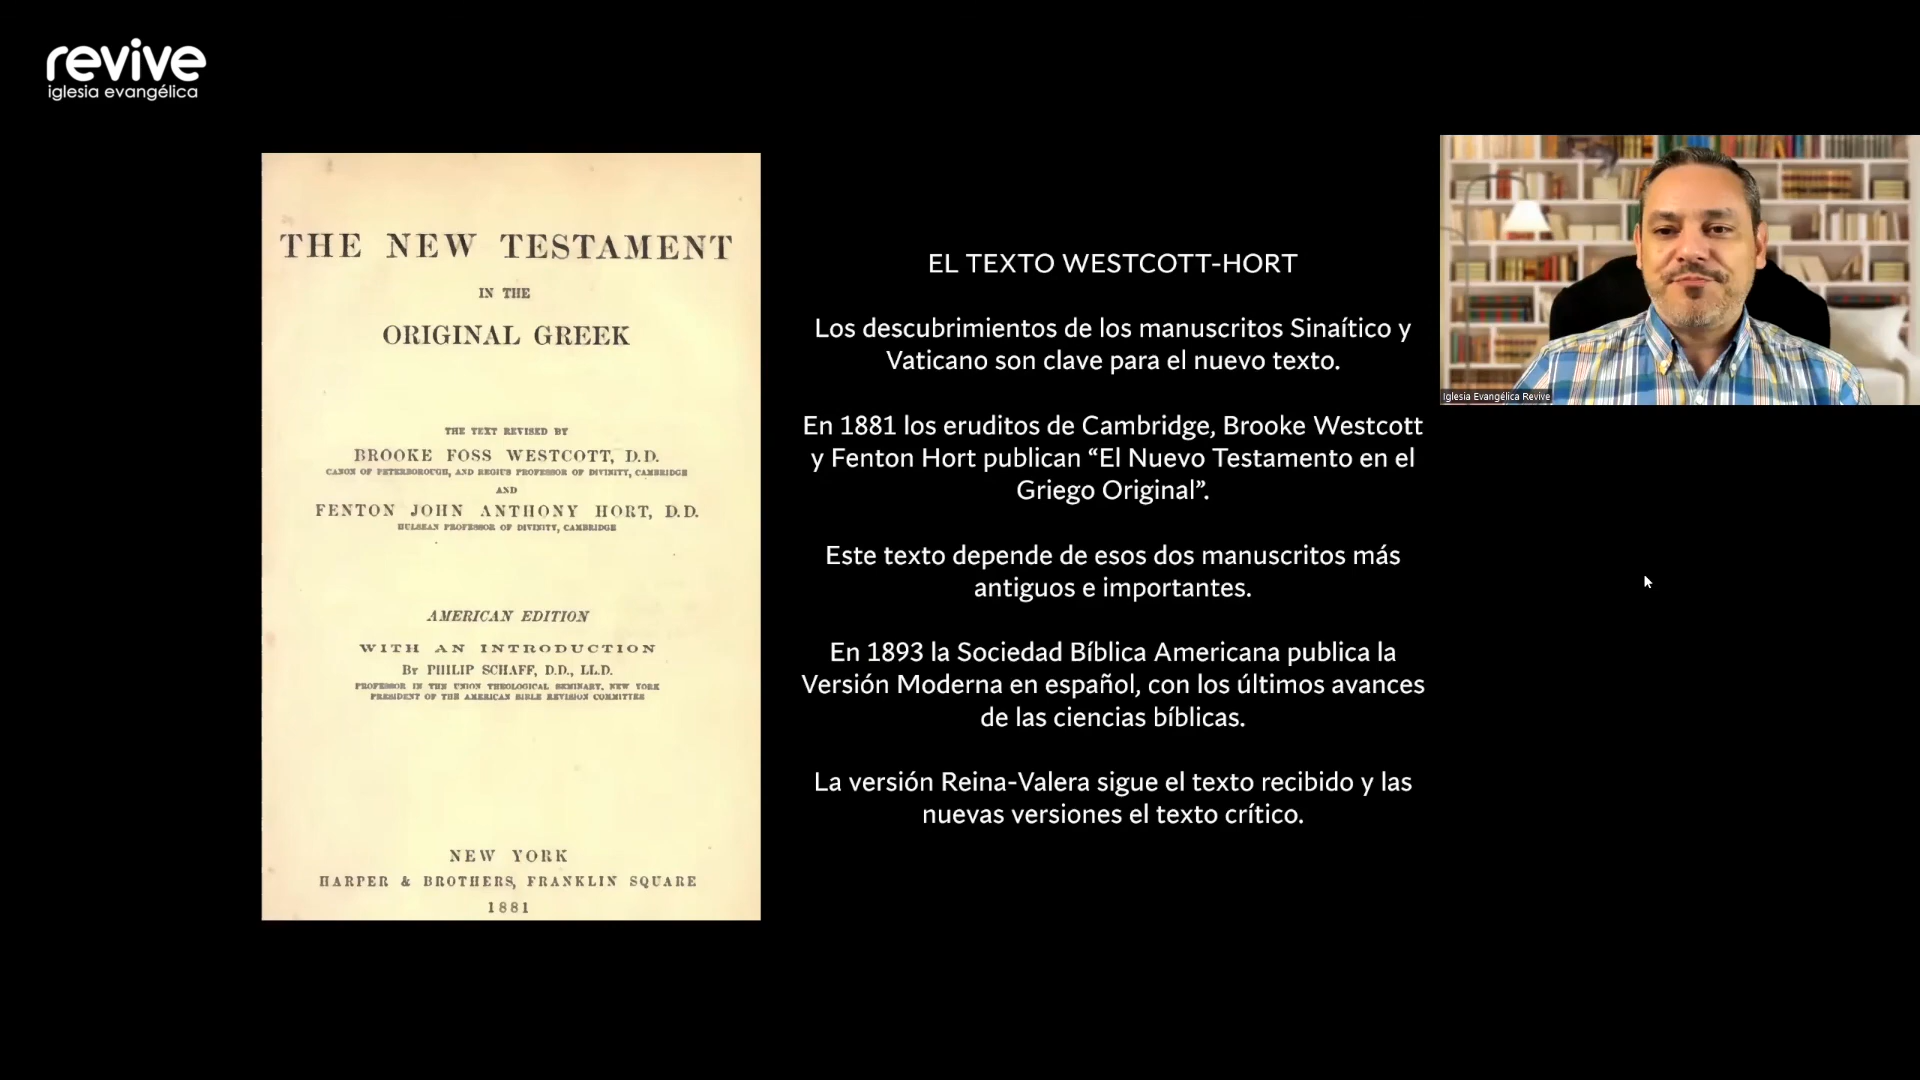 revive
iglesia evangélica
THE NEW TESTAMENT
IN THE
ORIGINAL GREEK
THE TEXT REVISED BY
BROOKE FOSS WESTCOTT, D.D.
CANON OF PETERBOROUGH, AND REGIUS PROFESSOR OF DIVINITY, CAMBRIDGE
AND
FENTON JOHN ANTHONY HORT, D.D.
HULSEAN PROFESSOR OF DIVINITY, CAMBRIDGE
AMERICAN EDITION
WITH AN INTRODUCTION
By PHILIP SCHAFF, D.D., LL.D.
PROFESSOR IN THE UNION THEOLOGICAL SEMINARY, NEW YORK
PRESIDENT OF THE AMERICAN BIBLE REVISION COMMITTEE
NEW YORK
HARPER & BROTHERS, FRANKLIN SQUARE
1881
EL TEXTO WESTCOTT-HORT
Los descubrimientos de los manuscritos Sinaítico y
Vaticano son clave para el nuevo texto.
En 1881 los eruditos de Cambridge, Brooke Westcott
y Fenton Hort publican “El Nuevo Testamento en el
Griego Original”.
Este texto depende de esos dos manuscritos más
antiguos e importantes.
En 1893 la Sociedad Bíblica Americana publica la
Versión Moderna en español, con los últimos avances
de las ciencias bíblicas.
La versión Reina-Valera sigue el texto recibido y las
nuevas versiones el texto crítico.
Iglesia Evangélica Revive